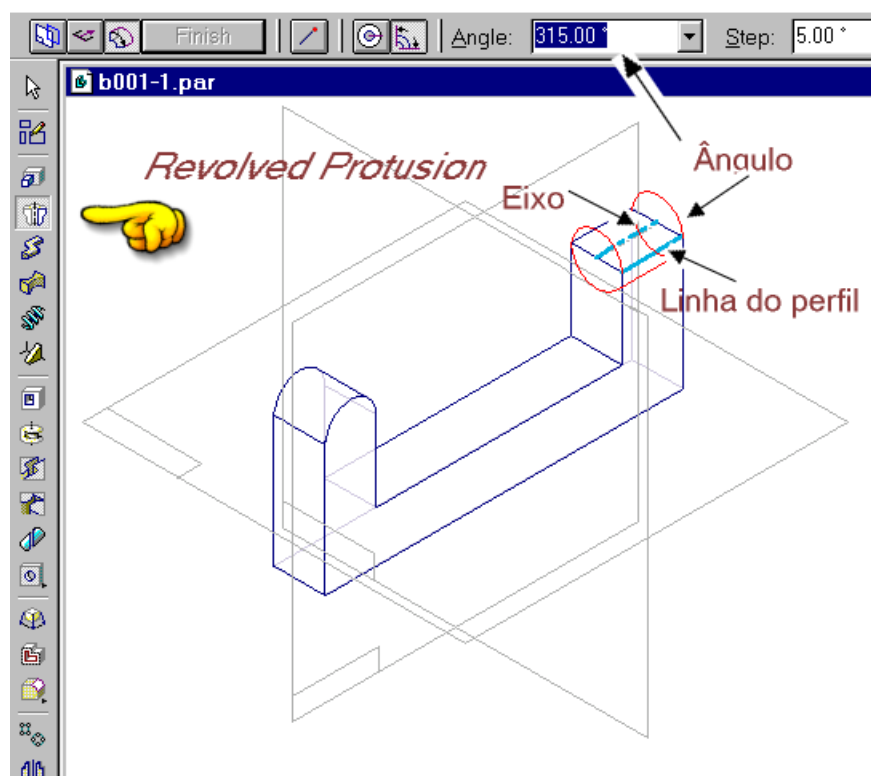 Finish
Angle: 315.00 °
Step: 5.00 °
b001-1.par
Revolved Protusion
Ângulo
Eixo
Linha do perfil